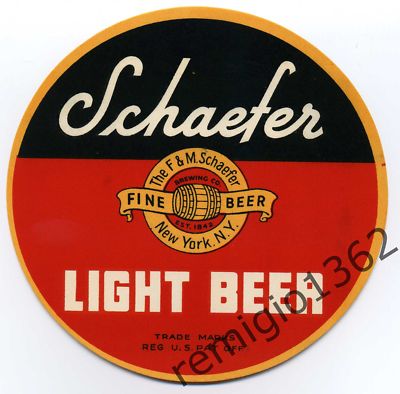 Schaefer
The F & M. Schaefer
BREWING CO.
FINE BEER
EST. 1842
New York, N.Y.
LIGHT BEER
TRADE MARKS
REG. U.S. PAT. OFF.
remigio1362